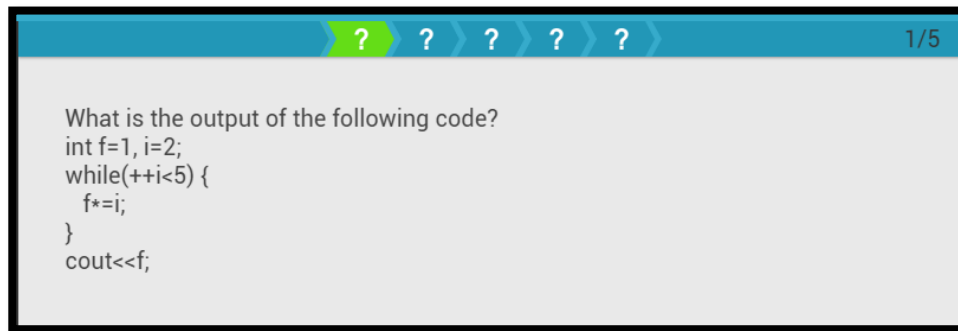 ? ? ? ? ? 1/5
What is the output of the following code?
int f=1, i=2;
while(++i<5) {
  f*=i;
}
cout<<f;